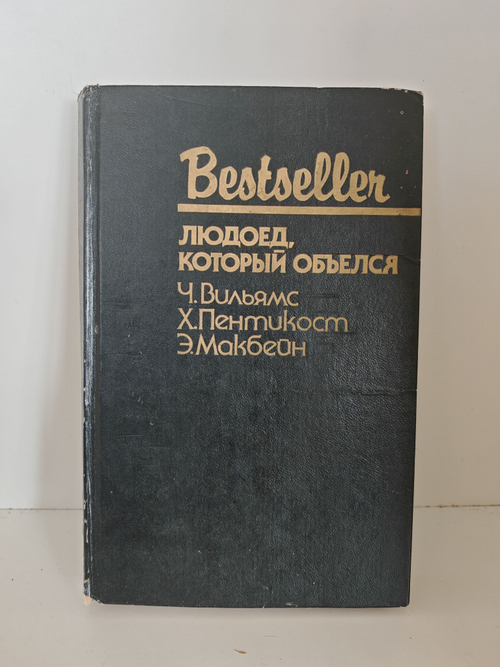 Bestseller
ЛЮДОЕД,
КОТОРЫЙ ОБЪЕЛСЯ
Ч.Вильямс
Х.Пентикост
Э.Макбейн